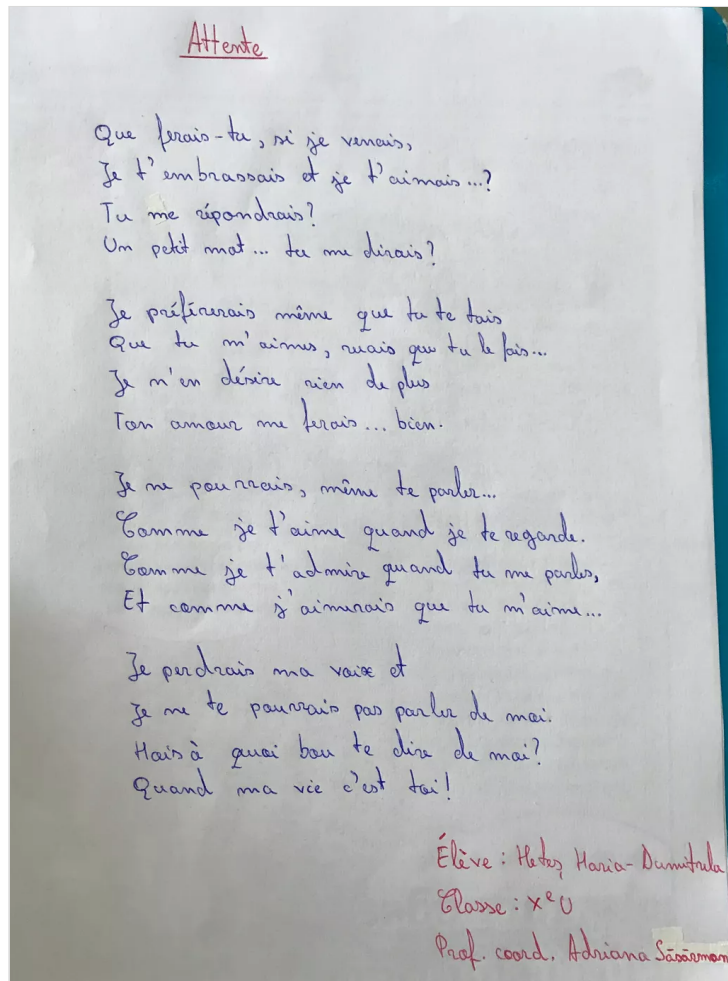 Attente
Que ferais-tu, si je venais,
Je t'embrassais et je t'aimais...?
Tu me répondrais?
Un petit mot... tu me dirais?
Je préférerais même que tu te tais
Que tu m'aimes, mais que tu le fais...
Je n'en désire rien de plus
Ton amour me ferais... bien.
Je ne pourrais, même te parler...
Comme je t'aime quand je te regarde.
Comme je t'admire quand tu me parles,
Et comme j'aimerais que tu m'aime...
Je perdrais ma voix et
Je ne te pourrais pas parler de moi.
Mais à quoi bon te dire de moi?
Quand ma vie c'est toi!
Élève: Heteș Maria-Dumitrela
Classe: XᵉU
Prof. coord. Adriana Săsărman